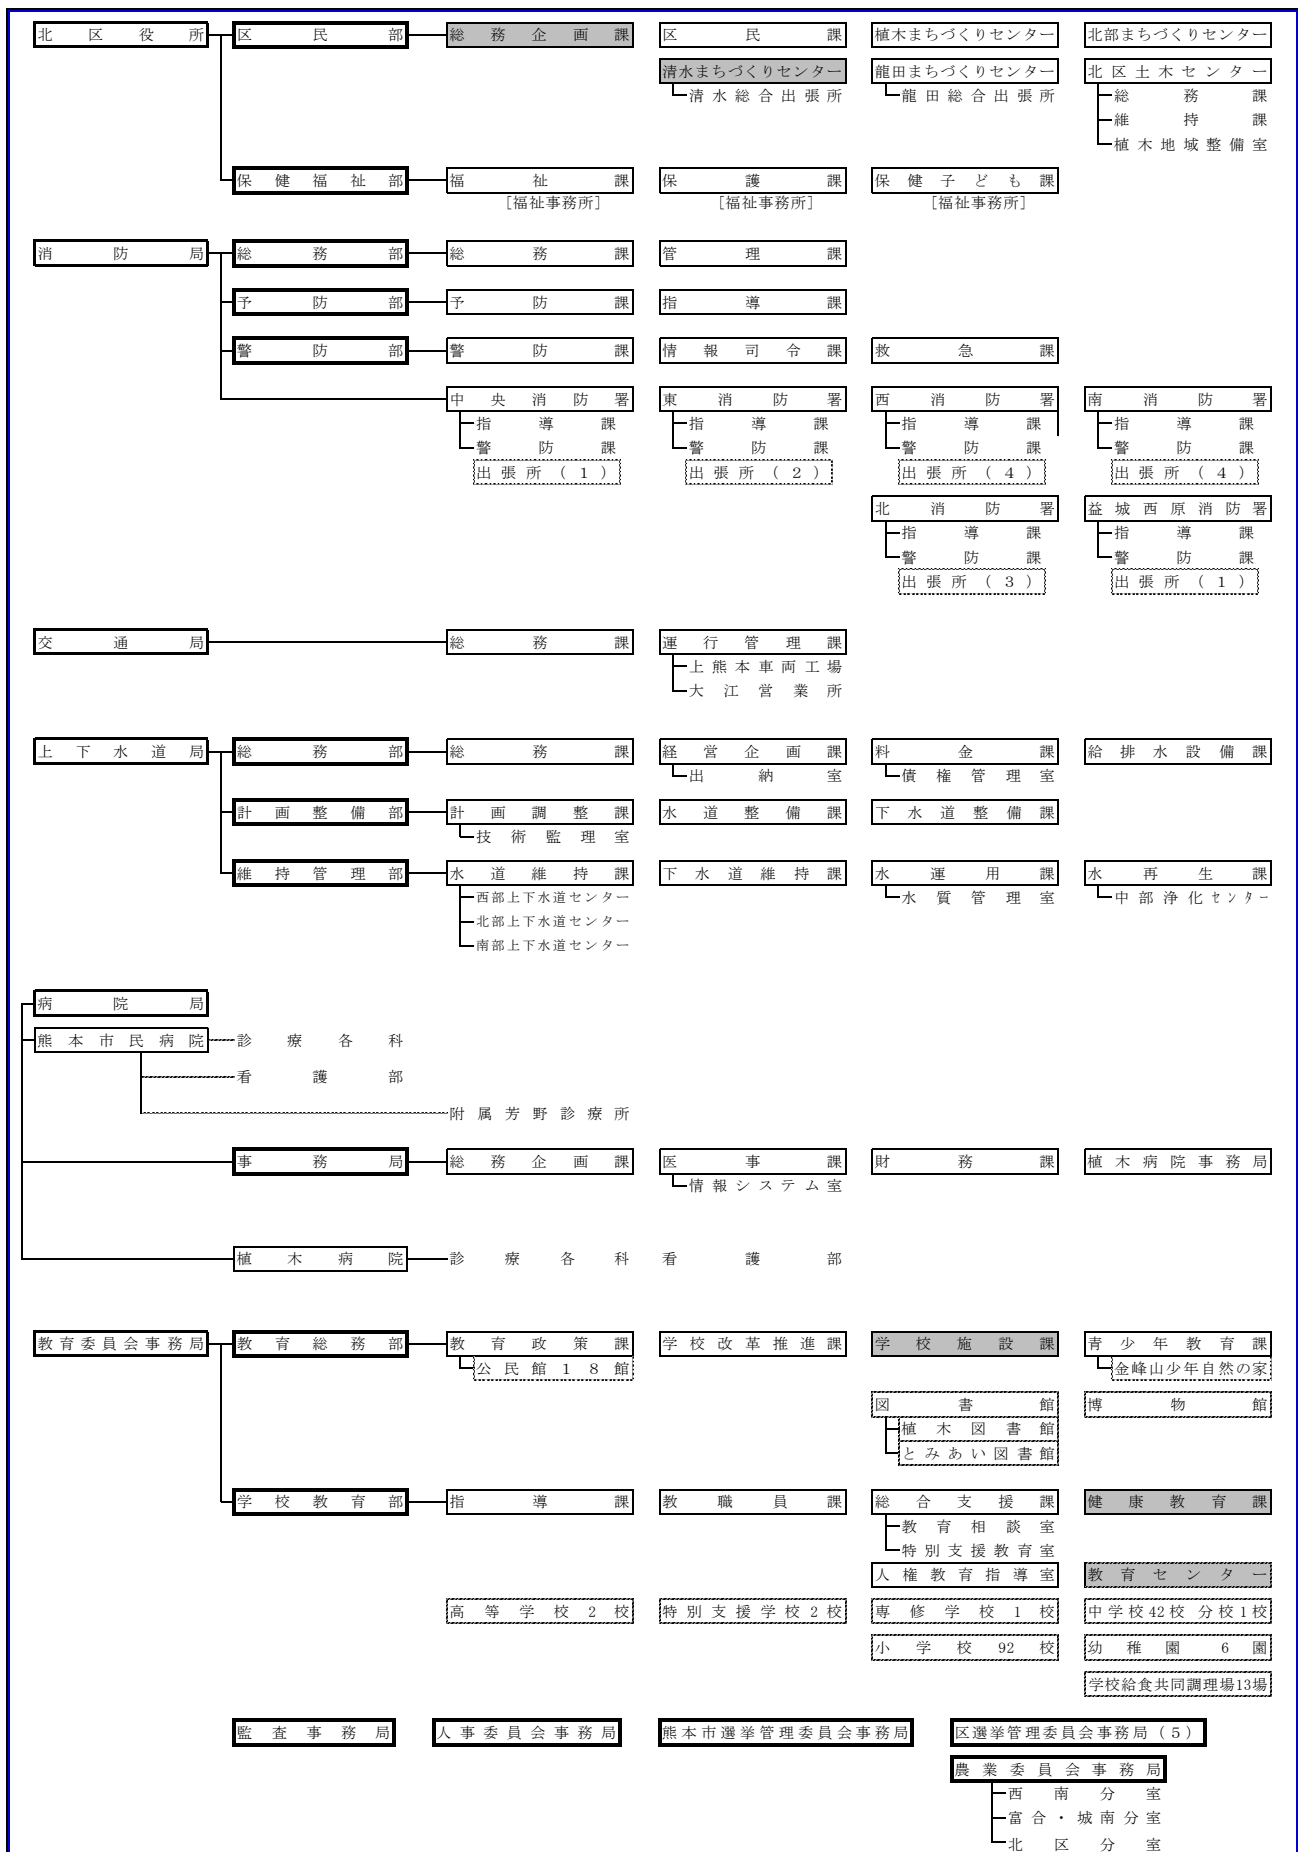 北区役所 区民部 総務企画課 区民課 植木まちづくりセンター 北部まちづくりセンター
清水まちづくりセンター 龍田まちづくりセンター 北区土木センター
清水総合出張所 龍田総合出張所 総務課
維持課
植木地域整備室
保健福祉部 福祉課 保護課 保健子ども課
［福祉事務所］ ［福祉事務所］ ［福祉事務所］
消防局 総務部 総務課 管理課
予防部 予防課 指導課
警防部 警防課 情報司令課 救急課
中央消防署 東消防署 西消防署 南消防署
指導課 指導課 指導課 指導課
警防課 警防課 警防課 警防課
出張所（１） 出張所（２） 出張所（４） 出張所（４）
北消防署 益城西原消防署
指導課 指導課
警防課 警防課
出張所（３） 出張所（１）
交通局 総務課 運行管理課
上熊本車両工場
大江営業所
上下水道局 総務部 総務課 経営企画課 料金課 給排水設備課
出納室 債権管理室
計画整備部 計画調整課 水道整備課 下水道整備課
技術監理室
維持管理部 水道維持課 下水道維持課 水運用課 水再生課
西部上下水道センター 水質管理室 中部浄化センター
北部上下水道センター
南部上下水道センター
病院局
熊本市民病院 診療各科
看護部
附属芳野診療所
事務局 総務企画課 医事課 財務課 植木病院事務局
情報システム室
植木病院 診療各科 看護部
教育委員会事務局 教育総務部 教育政策課 学校改革推進課 学校施設課 青少年教育課
公民館１８館 金峰山少年自然の家
図書館 博物館
植木図書館
とみあい図書館
学校教育部 指導課 教職員課 総合支援課 健康教育課
教育相談室
特別支援教育室
人権教育指導室 教育センター
高等学校２校 特別支援学校２校 専修学校１校 中学校42校 分校１校
小学校92校 幼稚園６園
学校給食共同調理場13場
監査事務局 人事委員会事務局 熊本市選挙管理委員会事務局 区選挙管理委員会事務局（５）
農業委員会事務局
西南分室
富合・城南分室
北区分室